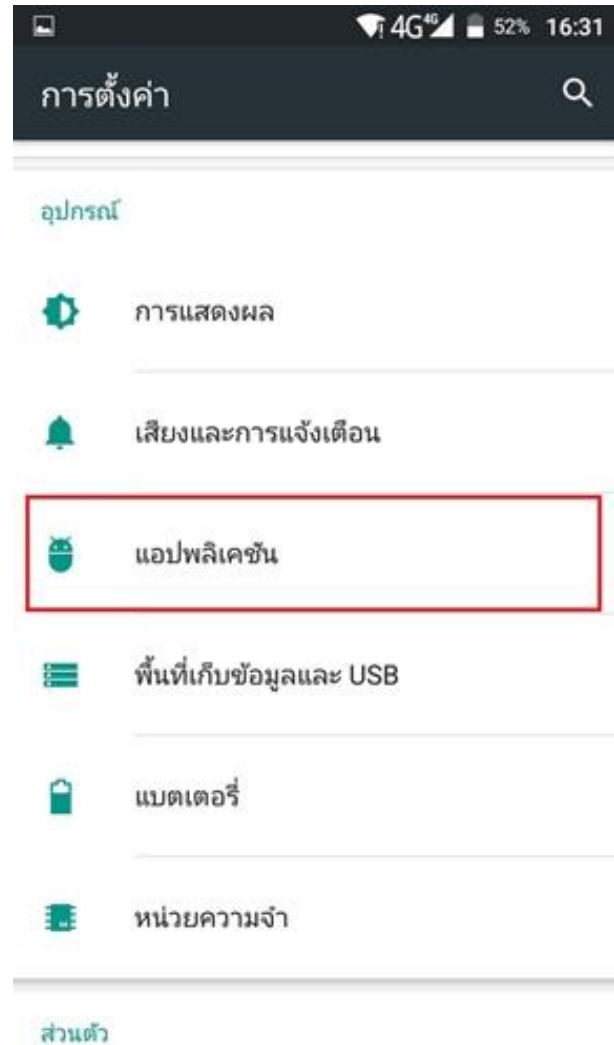 4G 4G 52% 16:31
การตั้งค่า
อุปกรณ์
การแสดงผล
เสียงและการแจ้งเตือน
แอปพลิเคชัน
พื้นที่เก็บข้อมูลและ USB
แบตเตอรี่
หน่วยความจำ
ส่วนตัว